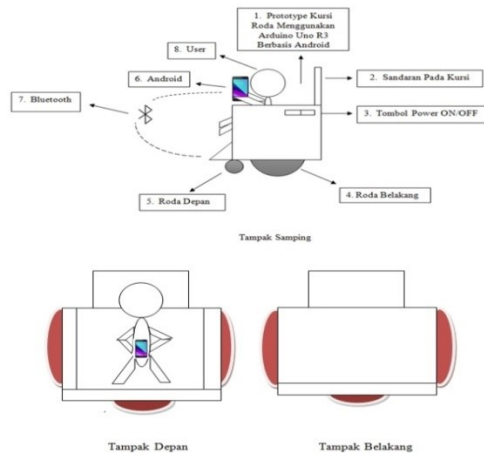 1. Prototype Kursi
Roda Menggunakan
Arduino Uno R3
Berbasis Android
8. User
6. Android
2. Sandaran Pada Kursi
7. Bluetooth
3. Tombol Power ON/OFF
5. Roda Depan
4. Roda Belakang
Tampak Samping
Tampak Depan
Tampak Belakang